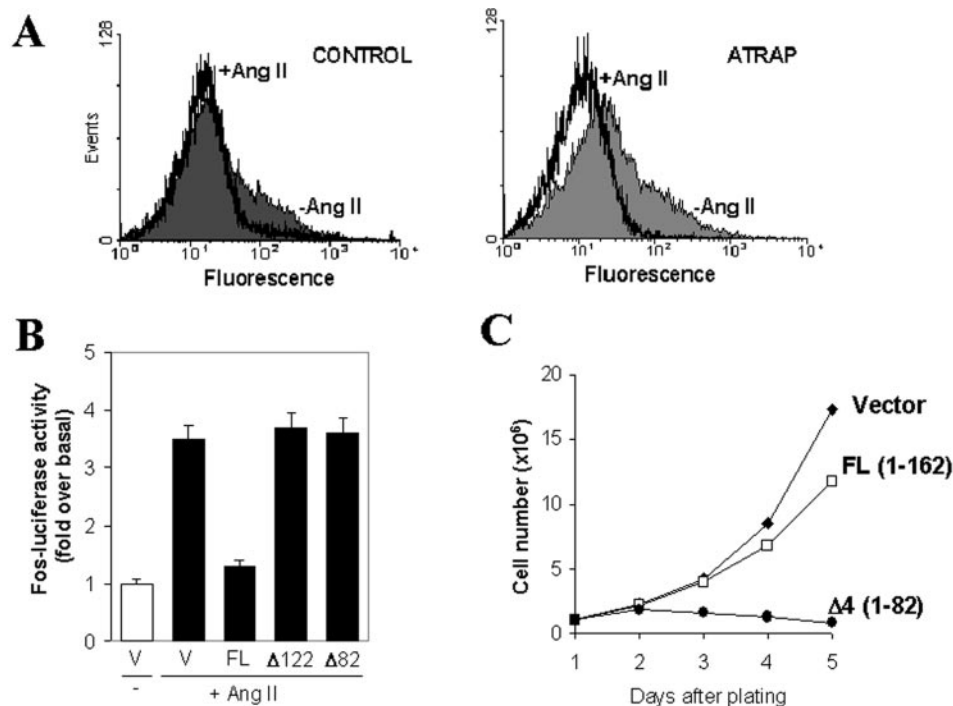 A
128
Events
0
+Ang II
CONTROL
-Ang II
10⁰ 10¹ 10² 10³ 10⁴
Fluorescence
128
0
+Ang II
ATRAP
-Ang II
10⁰ 10¹ 10² 10³ 10⁴
Fluorescence
B
Fos-luciferase activity
(fold over basal)
5
4
3
2
1
0
V V FL Δ122 Δ82
- + Ang II
C
Cell number (x10⁶)
20
15
10
5
0
Vector
FL (1-162)
Δ4 (1-82)
1 2 3 4 5
Days after plating